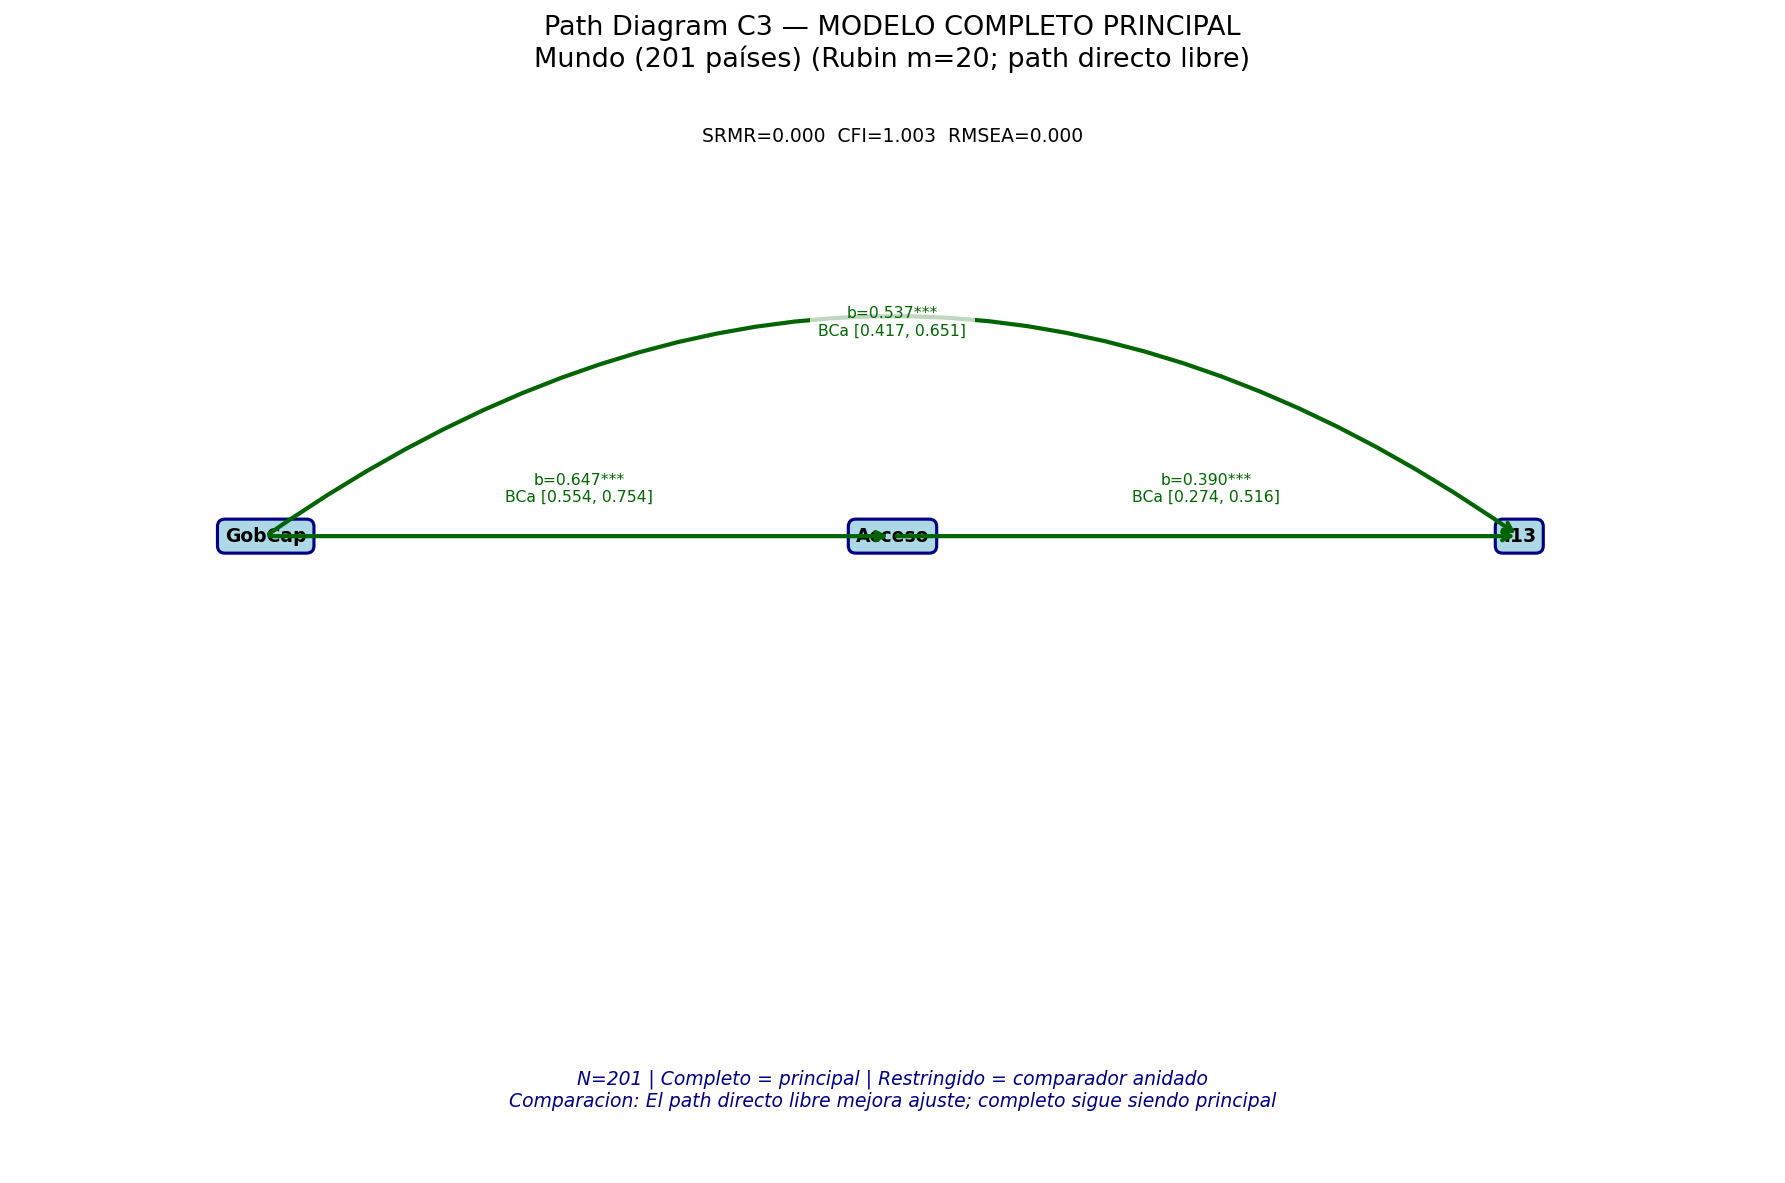 Path Diagram C3 — MODELO COMPLETO PRINCIPAL
Mundo (201 países) (Rubin m=20; path directo libre)
SRMR=0.000  CFI=1.003  RMSEA=0.000
b=0.537***
BCa [0.417, 0.651]
b=0.647***
BCa [0.554, 0.754]
b=0.390***
BCa [0.274, 0.516]
GobCap
Acceso
N=201 | Completo = principal | Restringido = comparador anidado
Comparacion: El path directo libre mejora ajuste; completo sigue siendo principal